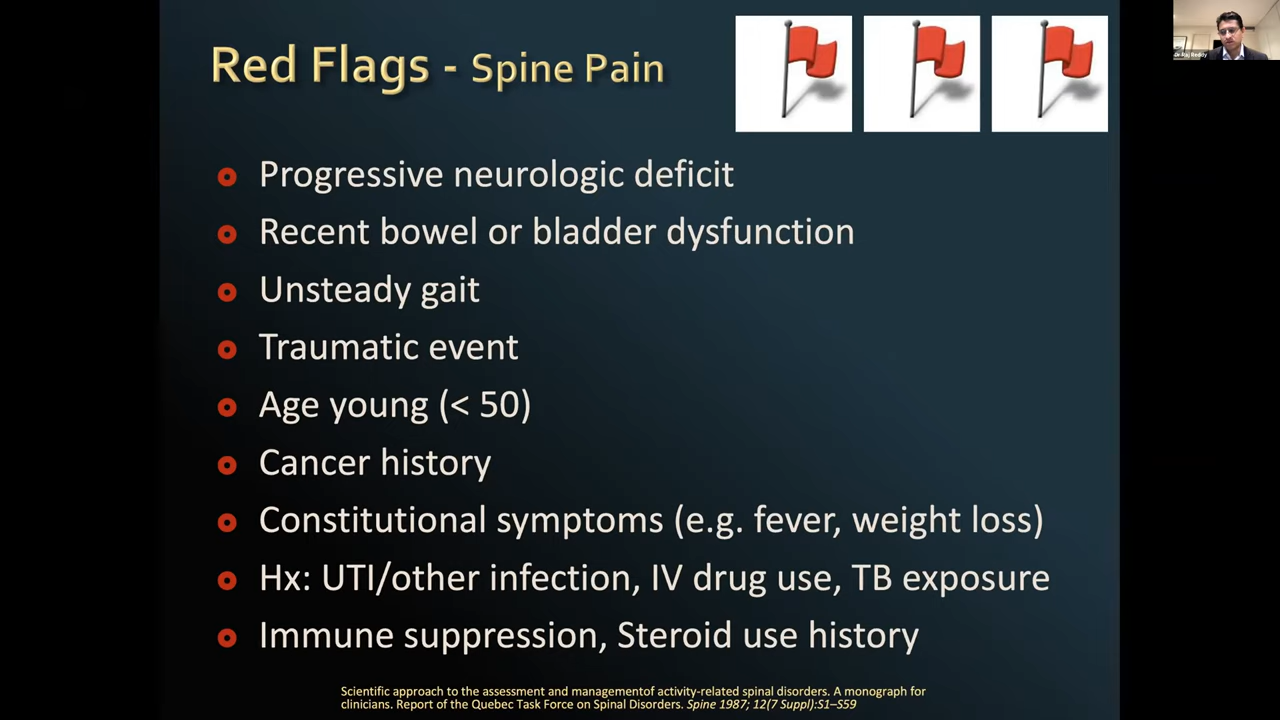 Red Flags - Spine Pain
Dr Raj Reddy
Progressive neurologic deficit
Recent bowel or bladder dysfunction
Unsteady gait
Traumatic event
Age young (< 50)
Cancer history
Constitutional symptoms (e.g. fever, weight loss)
Hx: UTI/other infection, IV drug use, TB exposure
Immune suppression, Steroid use history
Scientific approach to the assessment and managementof activity-related spinal disorders. A monograph for
clinicians. Report of the Quebec Task Force on Spinal Disorders. Spine 1987; 12(7 Suppl):S1–S59